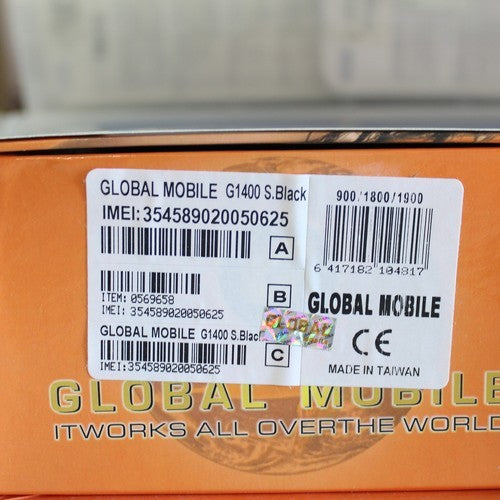 GLOBAL MOBILE G1400 S.Black
IMEI: 354589020050625
A
B
ITEM: 0569658
IMEI: 354589020050625
GLOBAL MOBILE G1400 S.Black
C
IMEI:354589020050625
900/1800/1900
6 417182 104817
GLOBAL MOBILE
CE
MADE IN TAIWAN
GLOBAL MOBILE
ITWORKS ALL OVERTHE WORLD